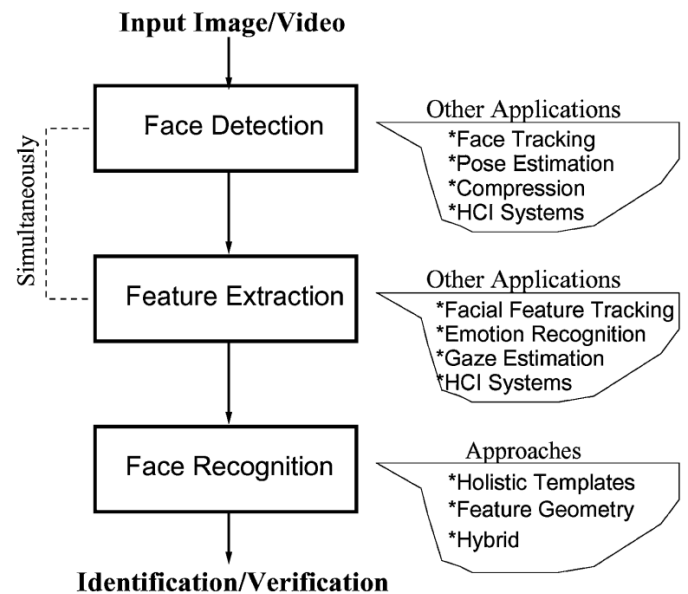 Input Image/Video
Face Detection
Other Applications
*Face Tracking
*Pose Estimation
*Compression
*HCI Systems
Simultaneously
Feature Extraction
Other Applications
*Facial Feature Tracking
*Emotion Recognition
*Gaze Estimation
*HCI Systems
Face Recognition
Approaches
*Holistic Templates
*Feature Geometry
*Hybrid
Identification/Verification